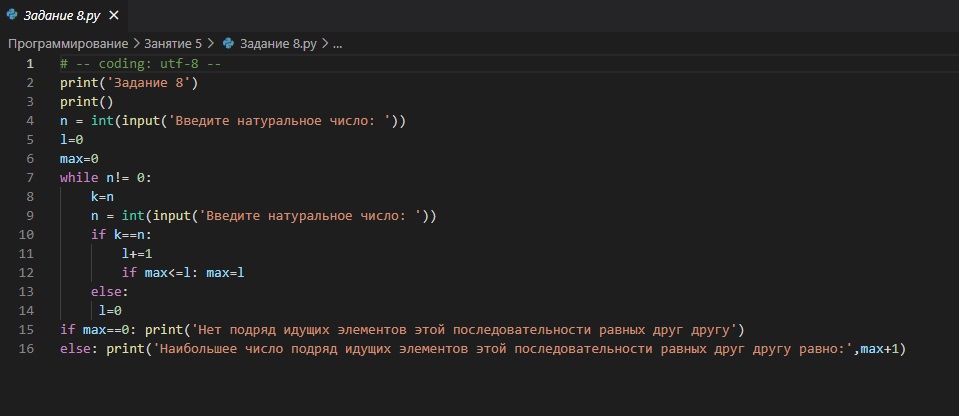 Задание 8.py
Программирование > Занятие 5 > Задание 8.py > ...
1 # -- coding: utf-8 --
2 print('Задание 8')
3 print()
4 n = int(input('Введите натуральное число: '))
5 l=0
6 max=0
7 while n!= 0:
8     k=n
9     n = int(input('Введите натуральное число: '))
10     if k==n:
11         l+=1
12         if max<=l: max=l
13     else:
14      l=0
15 if max==0: print('Нет подряд идущих элементов этой последовательности равных друг другу')
16 else: print('Наибольшее число подряд идущих элементов этой последовательности равных друг другу равно:',max+1)